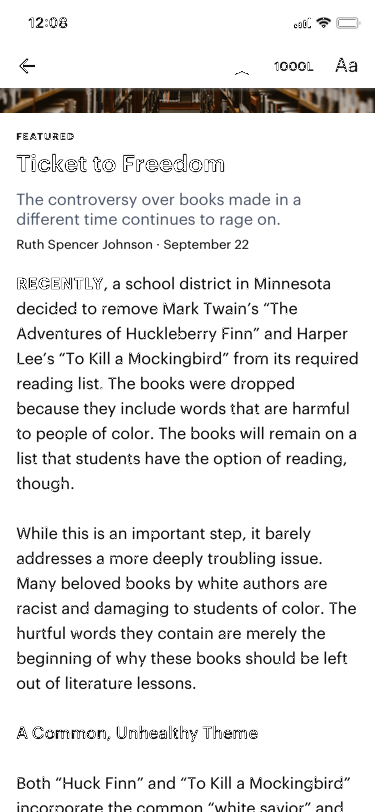 12:08
1000L Aa
FEATURED
Ticket to Freedom
The controversy over books made in a
different time continues to rage on.
Ruth Spencer Johnson · September 22
RECENTLY, a school district in Minnesota
decided to remove Mark Twain’s “The
Adventures of Huckleberry Finn” and Harper
Lee’s “To Kill a Mockingbird” from its required
reading list. The books were dropped
because they include words that are harmful
to people of color. The books will remain on a
list that students have the option of reading,
though.
While this is an important step, it barely
addresses a more deeply troubling issue.
Many beloved books by white authors are
racist and damaging to students of color. The
hurtful words they contain are merely the
beginning of why these books should be left
out of literature lessons.
A Common, Unhealthy Theme
Both “Huck Finn” and “To Kill a Mockingbird”
incorporate the common “white savior” and